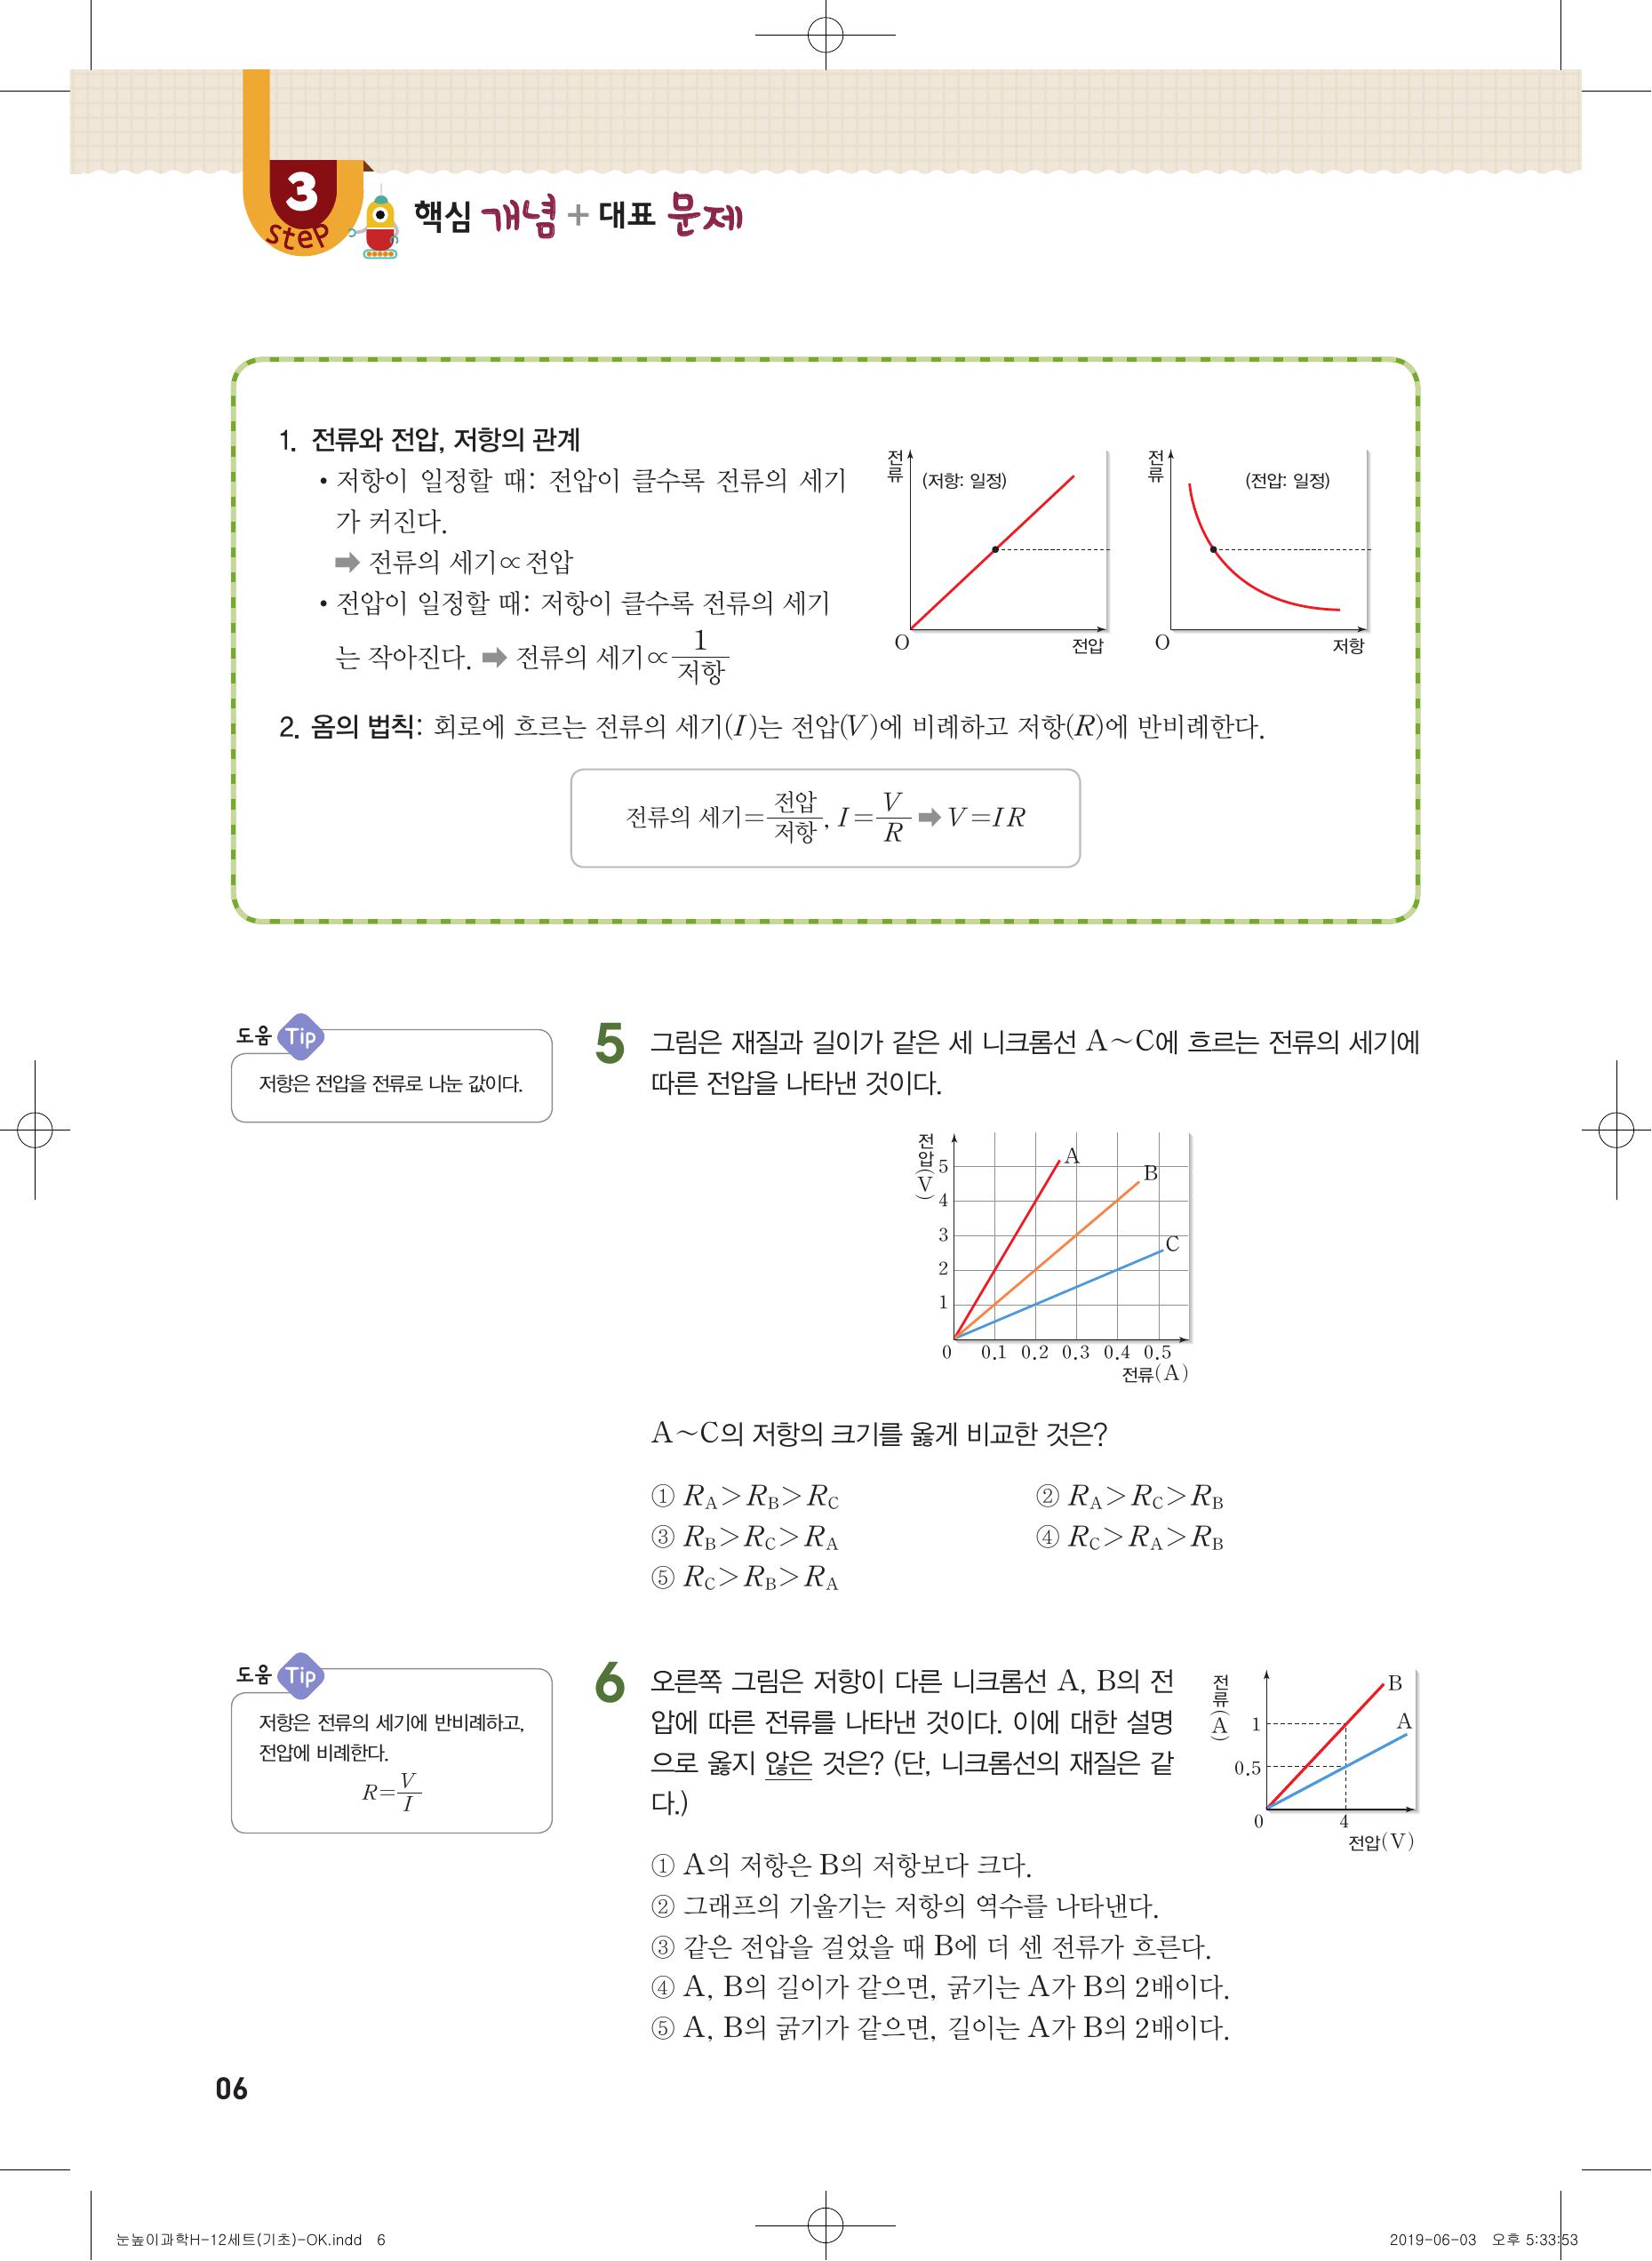 3
steP
핵심 개념 + 대표 문제
1. 전류와 전압, 저항의 관계
• 저항이 일정할 때: 전압이 클수록 전류의 세기
가 커진다.
➡ 전류의 세기∝전압
• 전압이 일정할 때: 저항이 클수록 전류의 세기
는 작아진다. ➡ 전류의 세기∝1/저항
전류
(저항: 일정)
O
전압
전류
(전압: 일정)
O
저항
2. 옴의 법칙: 회로에 흐르는 전류의 세기(I)는 전압(V)에 비례하고 저항(R)에 반비례한다.
전류의 세기=전압/저항, I=V/R ➡ V=IR
도움 Tip
저항은 전압을 전류로 나눈 값이다.
5 그림은 재질과 길이가 같은 세 니크롬선 A~C에 흐르는 전류의 세기에
따른 전압을 나타낸 것이다.
전압(V)
5
4
3
2
1
A
B
C
0 0.1 0.2 0.3 0.4 0.5
전류(A)
A~C의 저항의 크기를 옳게 비교한 것은?
① RA>RB>RC ② RA>RC>RB
③ RB>RC>RA ④ RC>RA>RB
⑤ RC>RB>RA
도움 Tip
저항은 전류의 세기에 반비례하고,
전압에 비례한다.
R=V/I
6 오른쪽 그림은 저항이 다른 니크롬선 A, B의 전
압에 따른 전류를 나타낸 것이다. 이에 대한 설명
으로 옳지 않은 것은? (단, 니크롬선의 재질은 같
다.)
전류(A)
B
A
1
0.5
0
4
전압(V)
① A의 저항은 B의 저항보다 크다.
② 그래프의 기울기는 저항의 역수를 나타낸다.
③ 같은 전압을 걸었을 때 B에 더 센 전류가 흐른다.
④ A, B의 길이가 같으면, 굵기는 A가 B의 2배이다.
⑤ A, B의 굵기가 같으면, 길이는 A가 B의 2배이다.
06
눈높이과학H-12세트(기초)-OK.indd 6
2019-06-03 오후 5:33:53